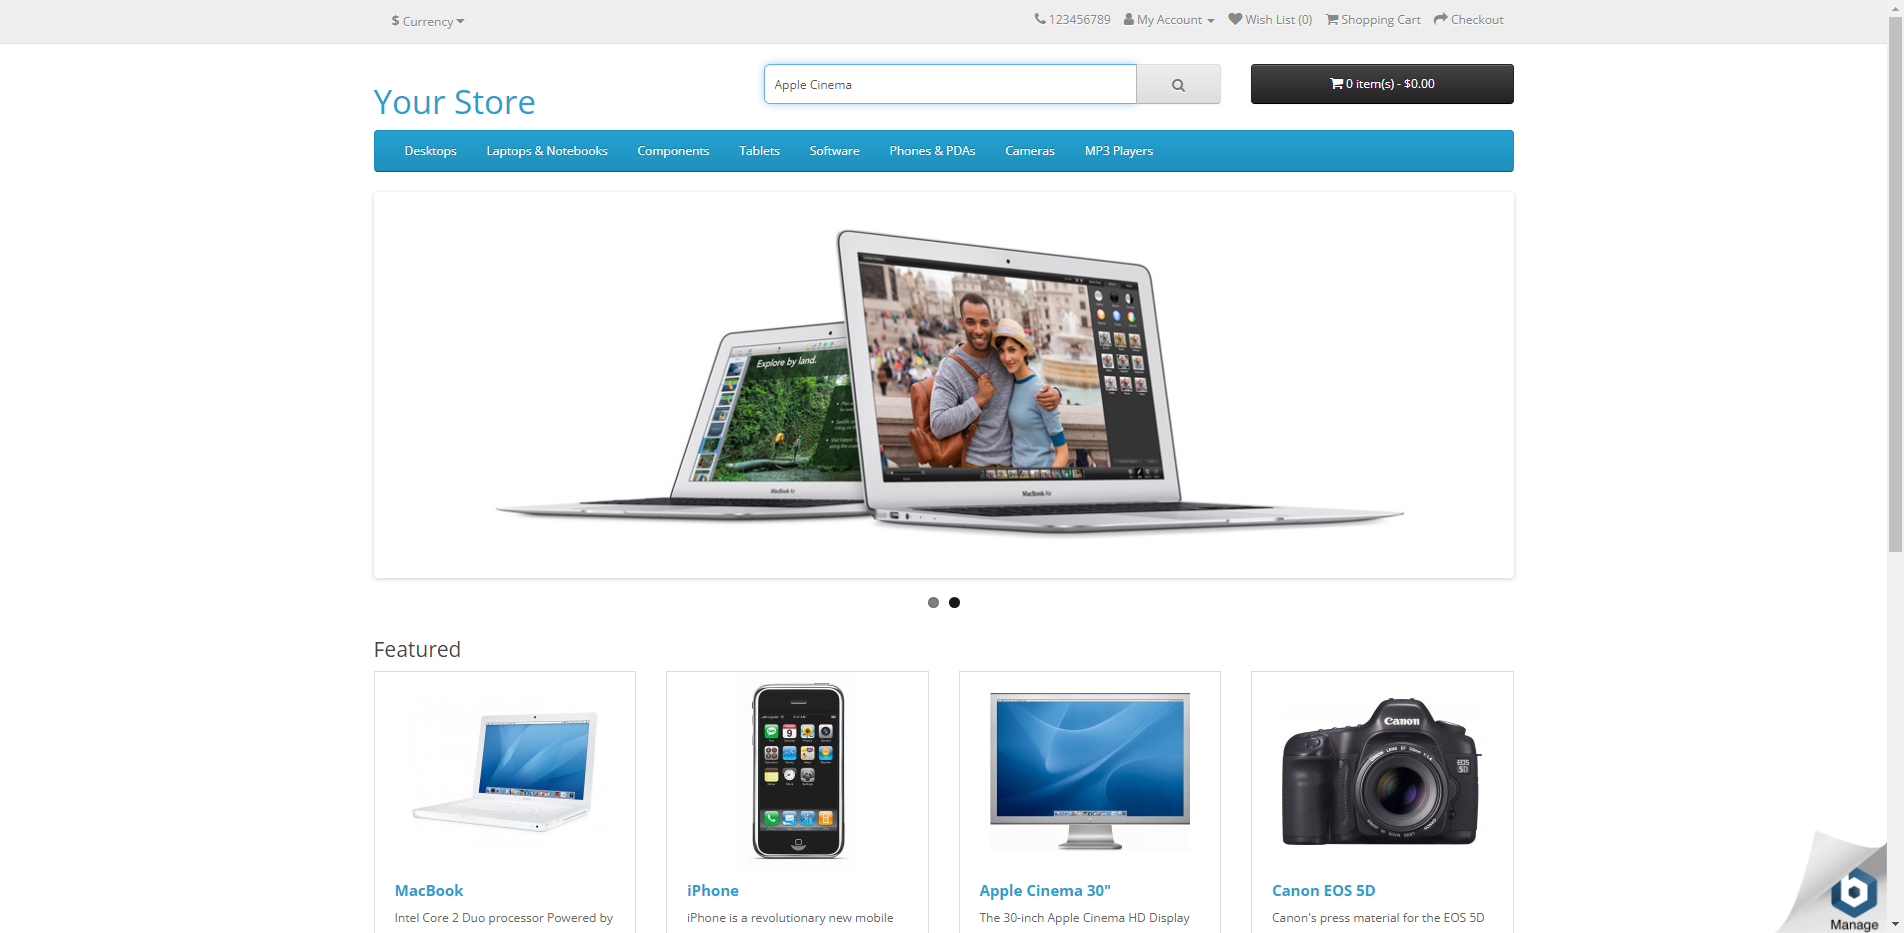 $ Currency
123456789 My Account Wish List (0) Shopping Cart Checkout
Your Store
Apple Cinema
0 item(s) - $0.00
Desktops Laptops & Notebooks Components Tablets Software Phones & PDAs Cameras MP3 Players
Explore by land.
MacBook Air
MacBook Air
Featured
Canon
EOS
5D
MacBook
Intel Core 2 Duo processor Powered by
iPhone
iPhone is a revolutionary new mobile
Apple Cinema 30"
The 30-inch Apple Cinema HD Display
Canon EOS 5D
Canon's press material for the EOS 5D
Manage